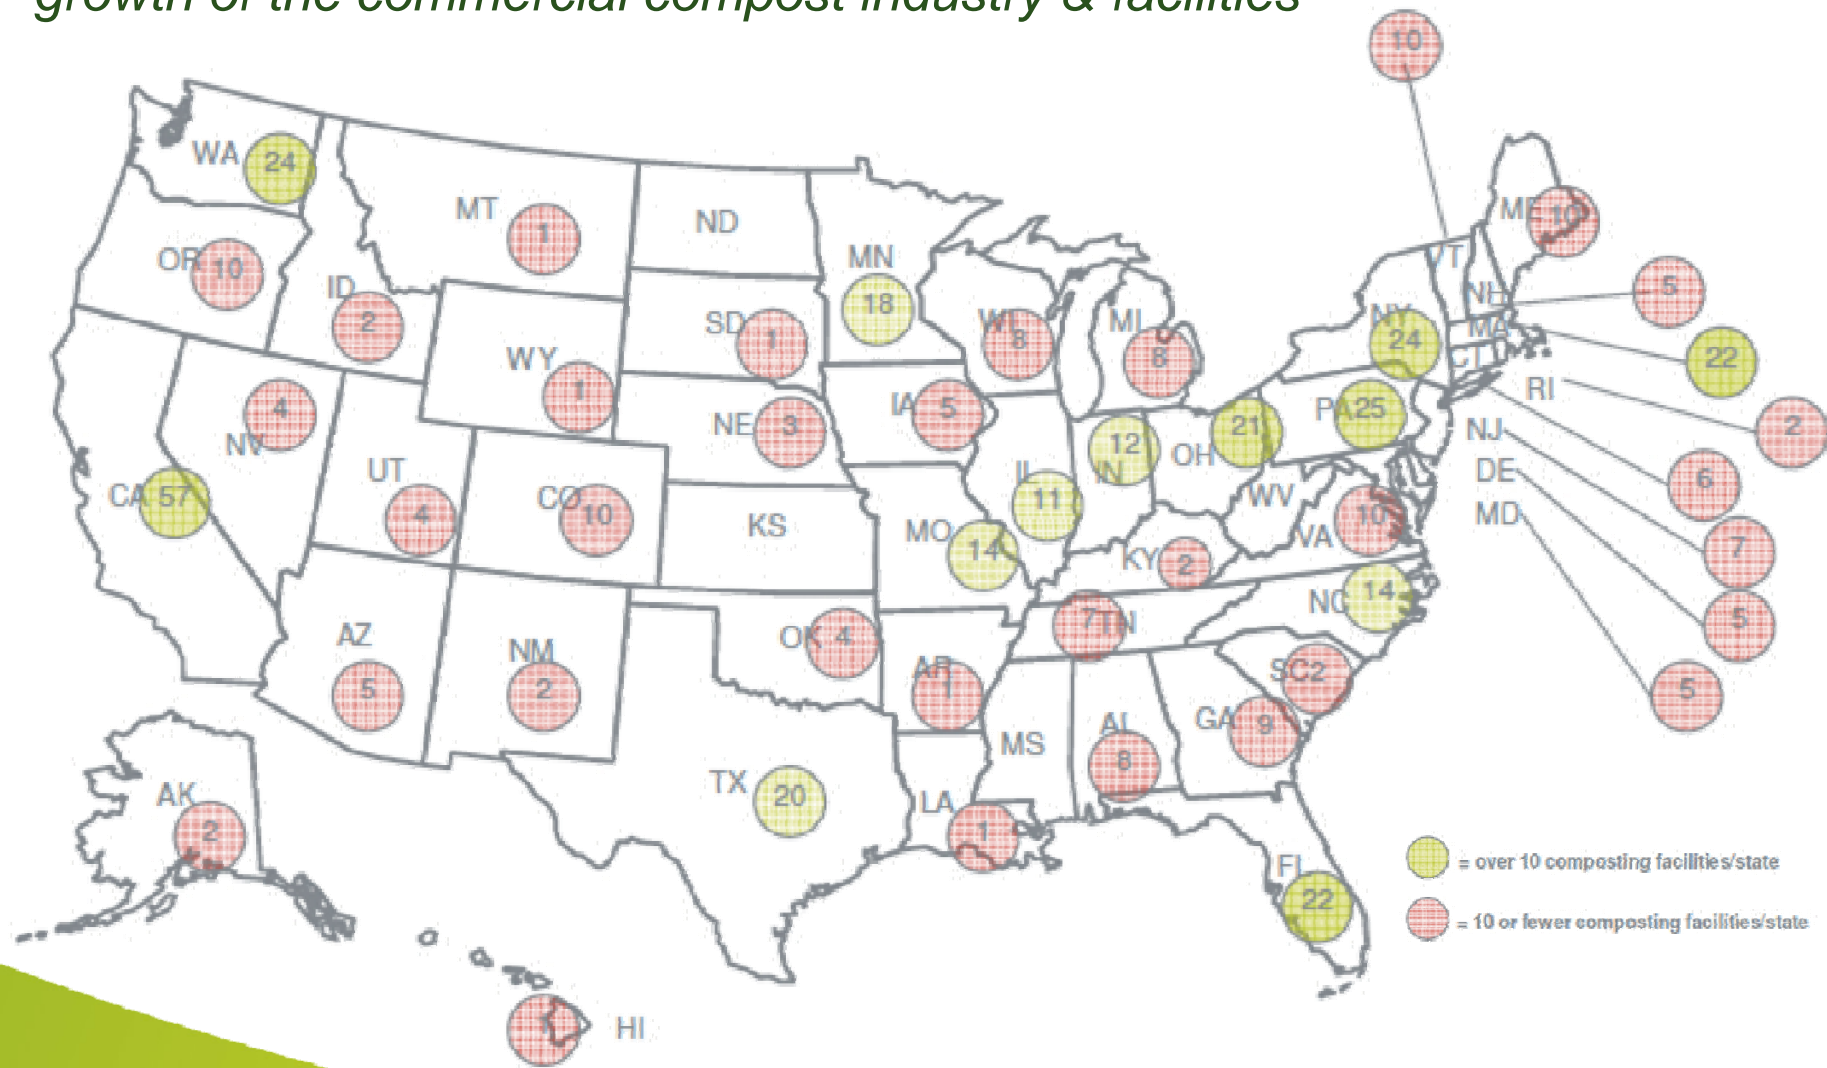 growth of the commercial compost industry & facilities
10
WA 24
MT 1
ND
MN 18
ME 10
OR 10
ID 2
VT
NH 5
SD 1
WI 8
MI 8
NY 24
MA 22
WY 1
CT
RI 2
NV 4
NE 3
IA 5
IN 12
OH 21
PA 25
NJ
6
UT 4
CA 57
CO 10
KS
MO 14
IL 11
WV
VA 10
DE
MD
7
KY 2
AZ 5
NM 2
OK 4
AR 1
TN 7
NC 14
5
SC 2
5
MS
AL 8
GA 9
TX 20
LA 1
AK 2
FL 22
= over 10 composting facilities/state
= 10 or fewer composting facilities/state
1 HI